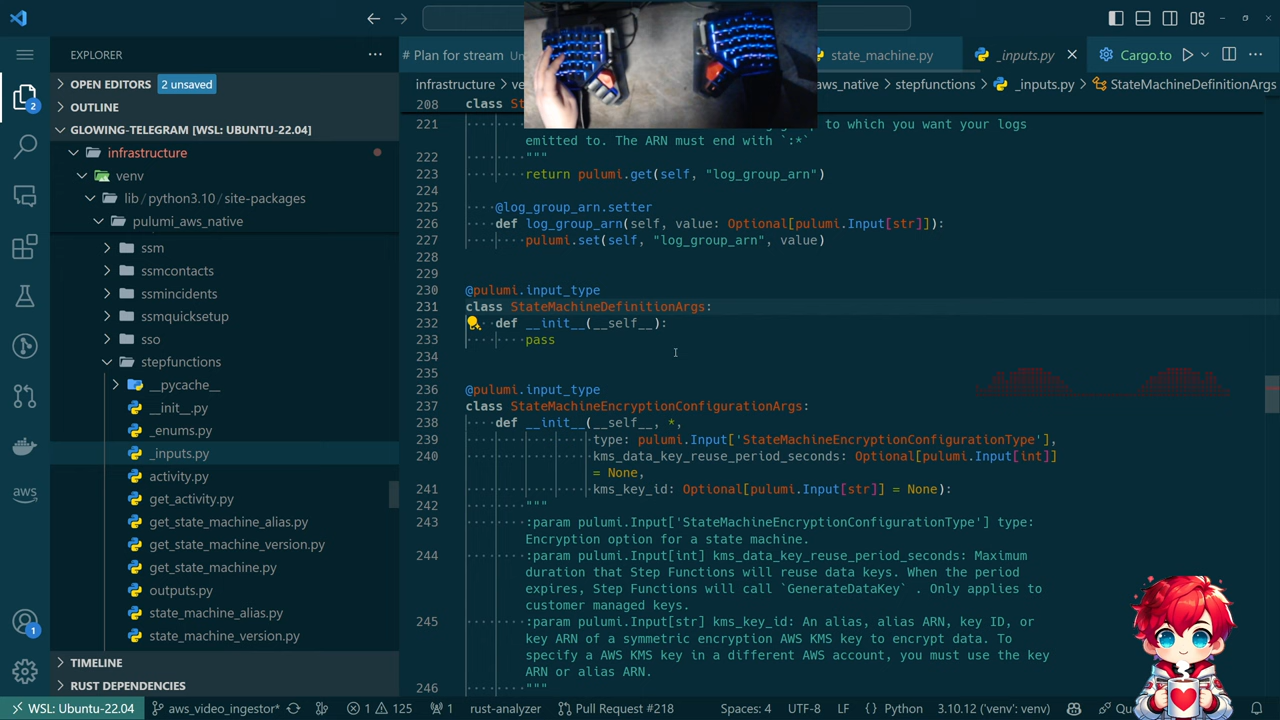 EXPLORER
OPEN EDITORS 2 unsaved
OUTLINE
GLOWING-TELEGRAM [WSL: UBUNTU-22.04]
infrastructure
venv
lib / python3.10 / site-packages
pulumi_aws_native
ssm
ssmcontacts
ssmincidents
ssmquicksetup
sso
stepfunctions
__pycache__
__init__.py
_enums.py
_inputs.py
activity.py
get_activity.py
get_state_machine_alias.py
get_state_machine_version.py
get_state_machine.py
outputs.py
state_machine_alias.py
state_machine_version.py
TIMELINE
RUST DEPENDENCIES
# Plan for stream
state_machine.py
_inputs.py
Cargo.to
infrastructure
aws_native > stepfunctions > _inputs.py > StateMachineDefinitionArgs
208 class
221 to which you want your logs
emitted to. The ARN must end with `:*`
222 """
223 return pulumi.get(self, "log_group_arn")
224
225 @log_group_arn.setter
226 def log_group_arn(self, value: Optional[pulumi.Input[str]]):
227 pulumi.set(self, "log_group_arn", value)
228
229
230 @pulumi.input_type
231 class StateMachineDefinitionArgs:
232 def __init__(__self__):
233 pass
234
235
236 @pulumi.input_type
237 class StateMachineEncryptionConfigurationArgs:
238 def __init__(__self__, *,
239 type: pulumi.Input['StateMachineEncryptionConfigurationType'],
240 kms_data_key_reuse_period_seconds: Optional[pulumi.Input[int]]
= None,
241 kms_key_id: Optional[pulumi.Input[str]] = None):
242 """
243 :param pulumi.Input['StateMachineEncryptionConfigurationType'] type:
Encryption option for a state machine.
244 :param pulumi.Input[int] kms_data_key_reuse_period_seconds: Maximum
duration that Step Functions will reuse data keys. When the period
expires, Step Functions will call `GenerateDataKey` . Only applies to
customer managed keys.
245 :param pulumi.Input[str] kms_key_id: An alias, alias ARN, key ID, or
key ARN of a symmetric encryption AWS KMS key to encrypt data. To
specify a AWS KMS key in a different AWS account, you must use the key
ARN or alias ARN.
246 """
2
aws
1
WSL: Ubuntu-22.04 aws_video_ingestor* 1 125 1 rust-analyzer Pull Request #218 Spaces: 4 UTF-8 LF Python 3.10.12 ('venv': venv)